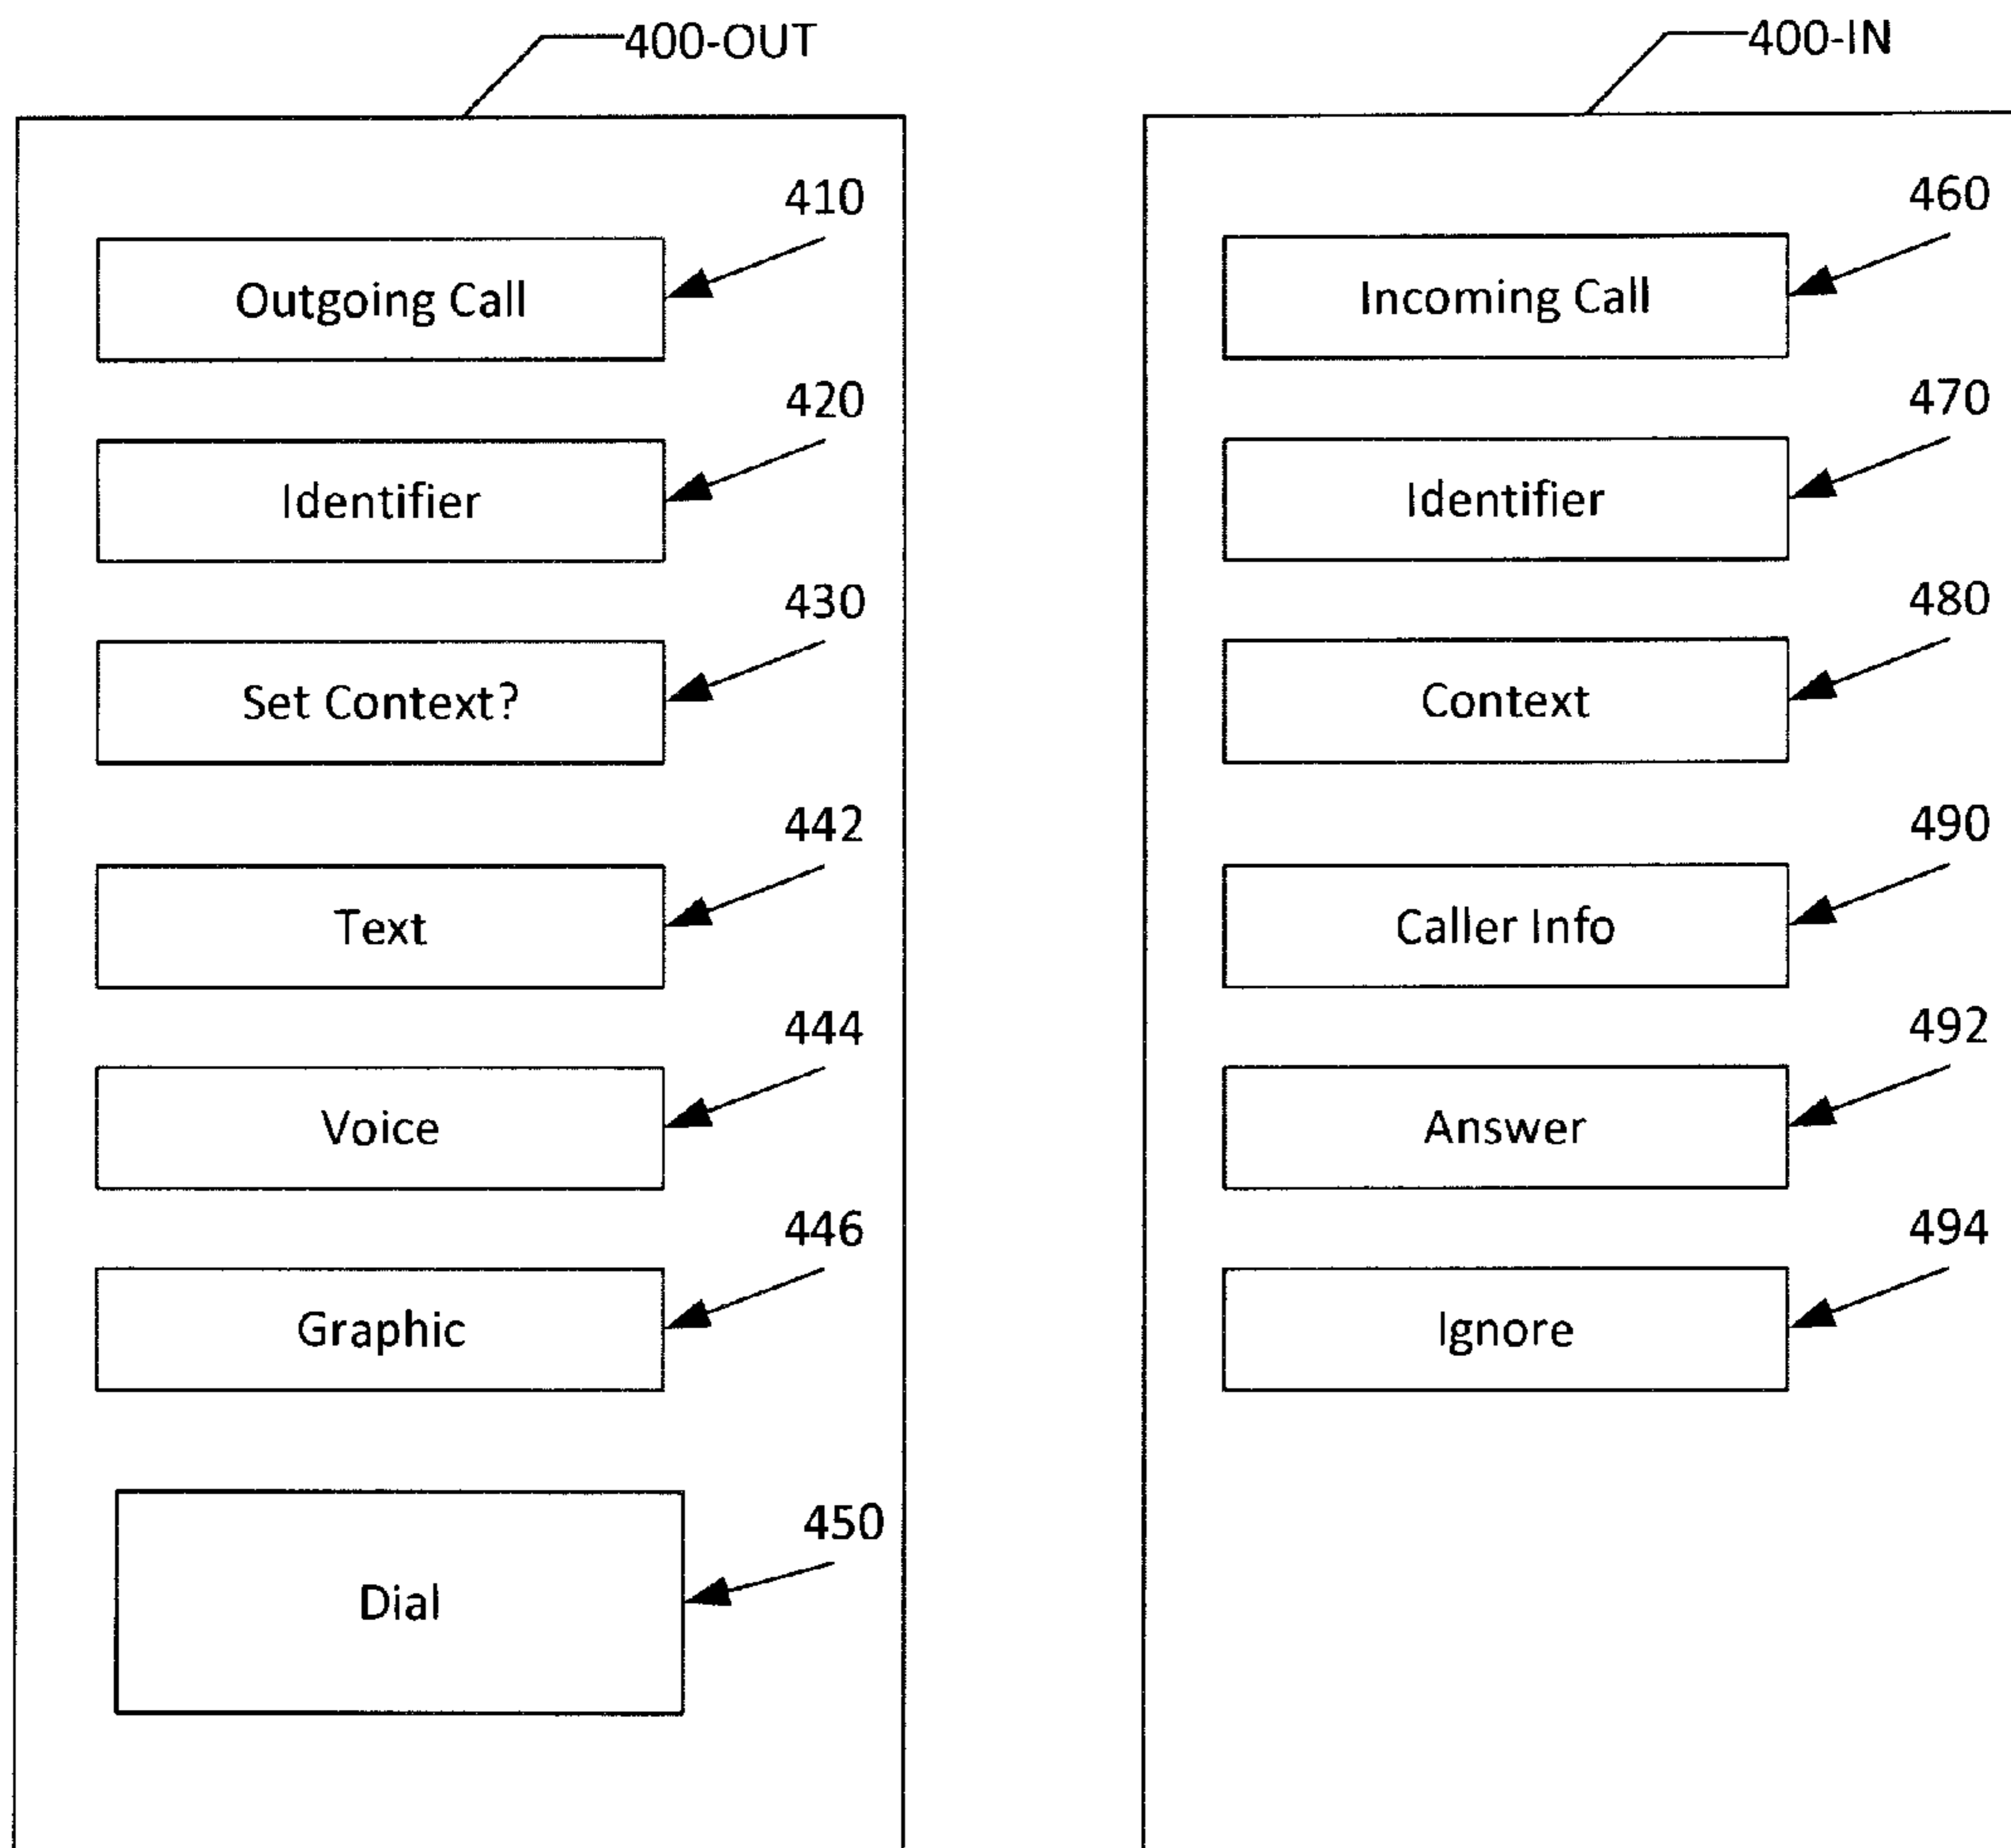 400-OUT
410
Outgoing Call
420
Identifier
430
Set Context?
442
Text
444
Voice
446
Graphic
450
Dial
400-IN
460
Incoming Call
470
Identifier
480
Context
490
Caller Info
492
Answer
494
Ignore